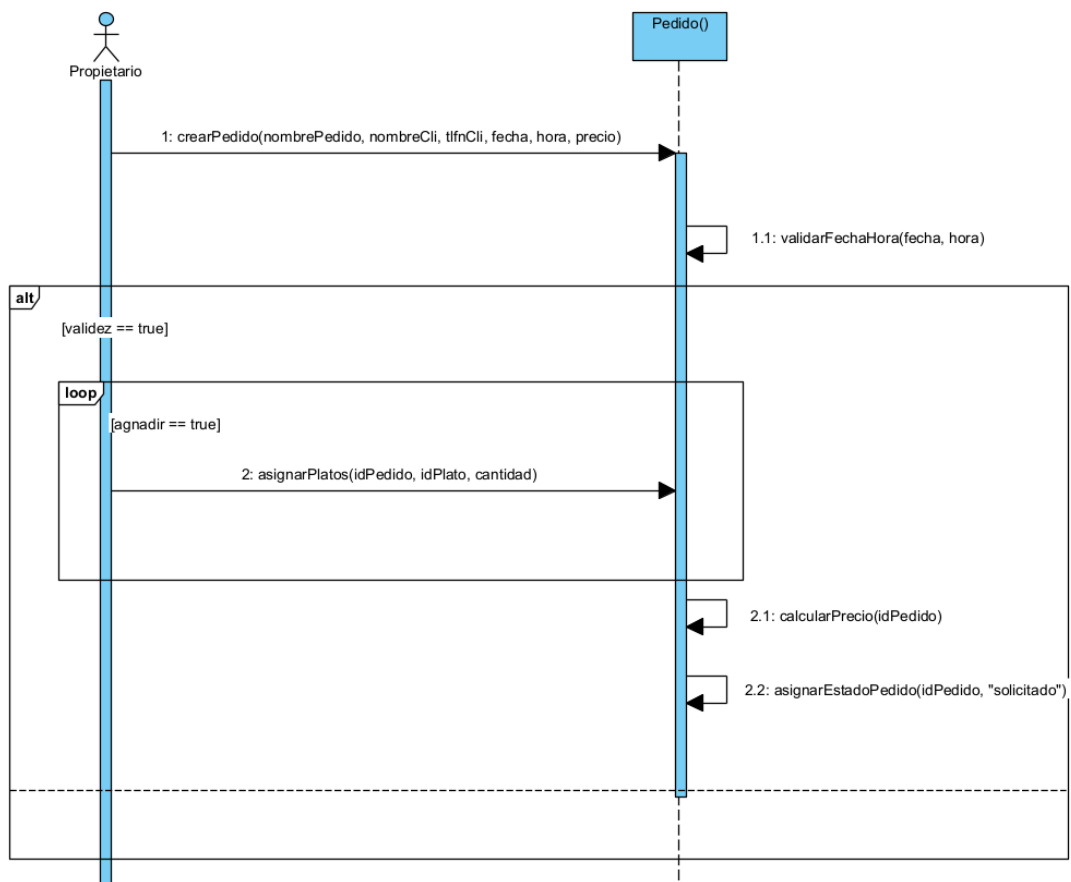 Pedido()
Propietario
1: crearPedido(nombrePedido, nombreCli, tlfnCli, fecha, hora, precio)
1.1: validarFechaHora(fecha, hora)
alt
[validez == true]
loop
[agnadir == true]
2: asignarPlatos(idPedido, idPlato, cantidad)
2.1: calcularPrecio(idPedido)
2.2: asignarEstadoPedido(idPedido, "solicitado")